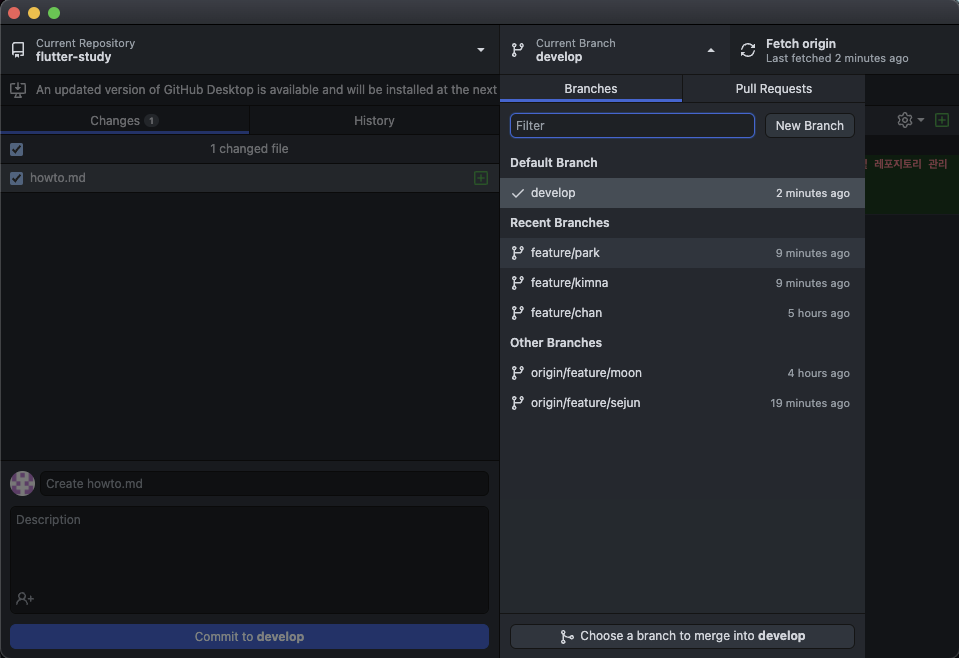 Current Repository
flutter-study
Current Branch
develop
Fetch origin
Last fetched 2 minutes ago
An updated version of GitHub Desktop is available and will be installed at the next
Changes 1
History
Branches
Pull Requests
1 changed file
howto.md
Filter
New Branch
Default Branch
develop 2 minutes ago
Recent Branches
feature/park 9 minutes ago
feature/kimna 9 minutes ago
feature/chan 5 hours ago
Other Branches
origin/feature/moon 4 hours ago
origin/feature/sejun 19 minutes ago
레포지토리 관리
Create howto.md
Description
Commit to develop
Choose a branch to merge into develop